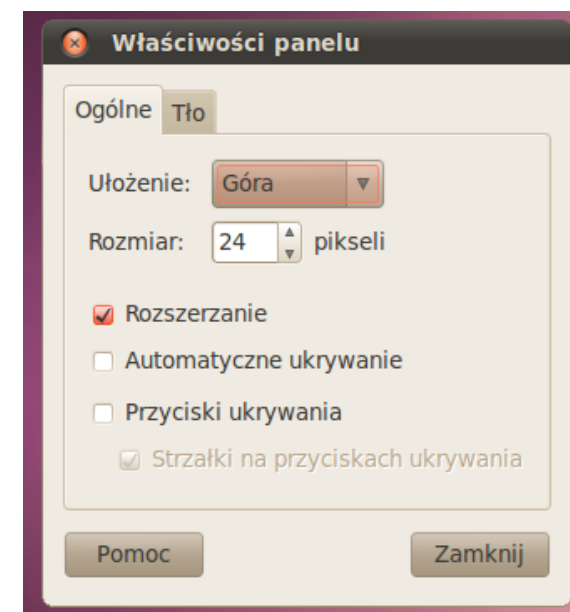 Właściwości panelu
Ogólne Tło
Ułożenie: Góra
Rozmiar: 24 pikseli
Rozszerzanie
Automatyczne ukrywanie
Przyciski ukrywania
Strzałki na przyciskach ukrywania
Pomoc Zamknij